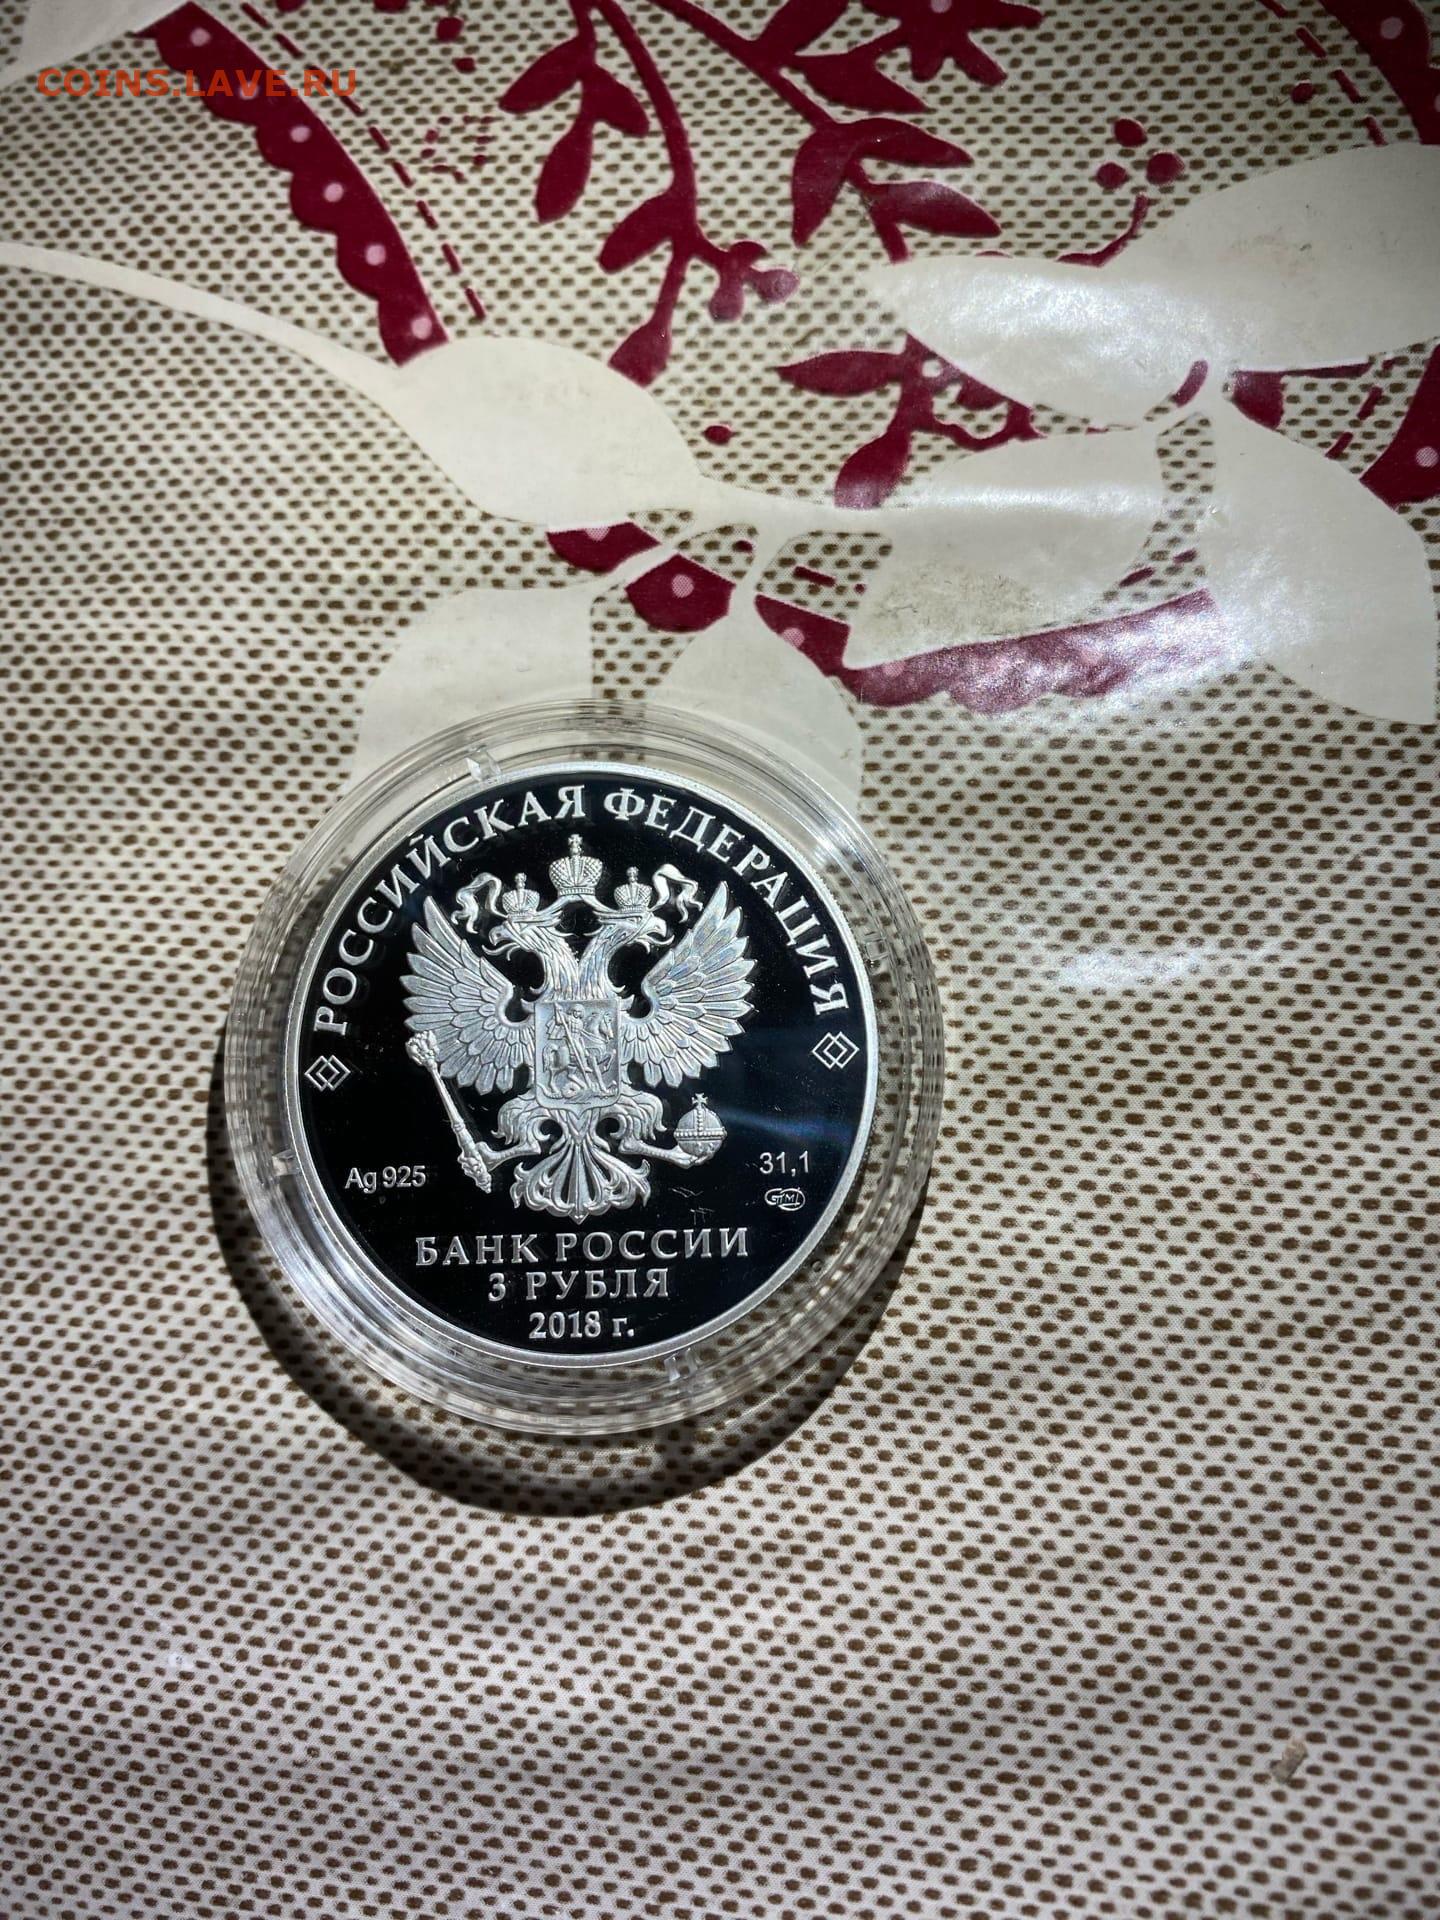 COINS.LAVE.RU
РОССИЙСКАЯ ФЕДЕРАЦИЯ
Ag 925
31,1
БАНК РОССИИ
3 РУБЛЯ
2018 г.